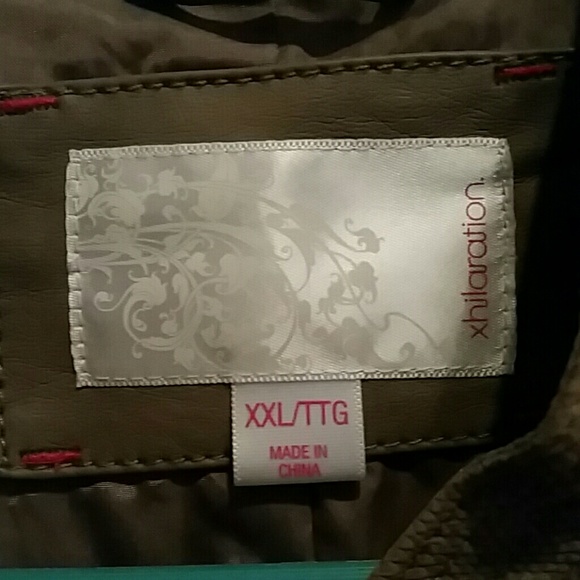 xhilaration.
XXL/TTG
MADE IN
CHINA